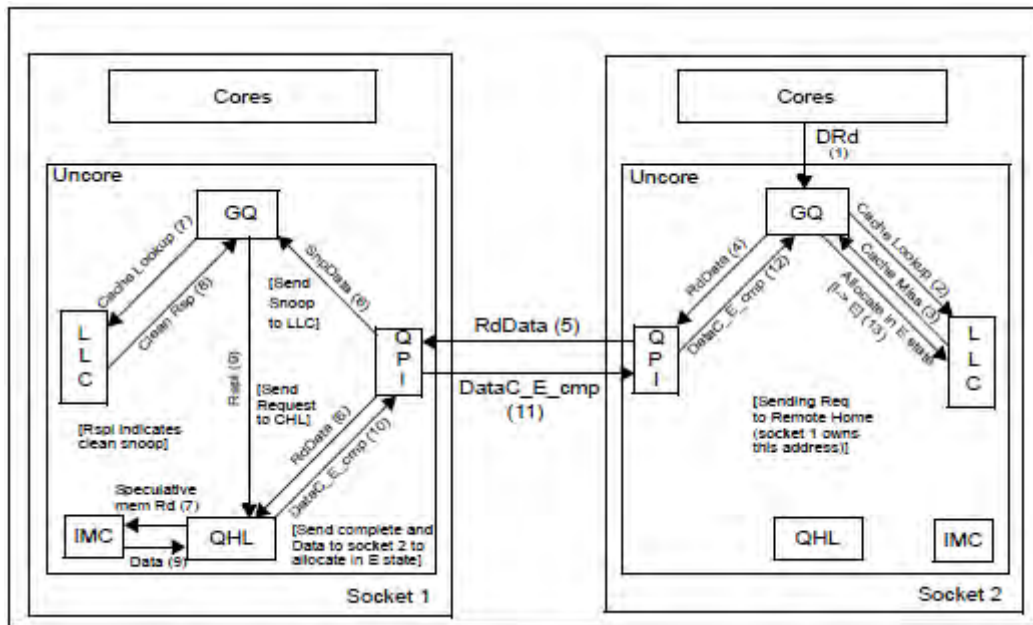 Cores
Uncore
GQ
Cache Lookup (7)
Clean Rsp (8)
SnpData (6)
[Send
Snoop
to LLC]
L
L
C
Q
P
I
RspI (9)
[Send
Request
to CHL]
[RspI indicates
clean snoop]
RdData (6)
DataC_E_cmp (10)
Speculative
mem Rd (7)
IMC
QHL
Data (9)
[Send complete and
Data to socket 2 to
allocate in E state]
Socket 1
RdData (5)
DataC_E_cmp
(11)
Cores
DRd
(1)
Uncore
GQ
RdData (4)
DataC_E_cmp (12)
Cache Lookup (2)
Cache Miss (3)
Allocate in E state
[I-> E] (13)
Q
P
I
L
L
C
[Sending Req
to Remote Home
(socket 1 owns
this address)]
QHL
IMC
Socket 2